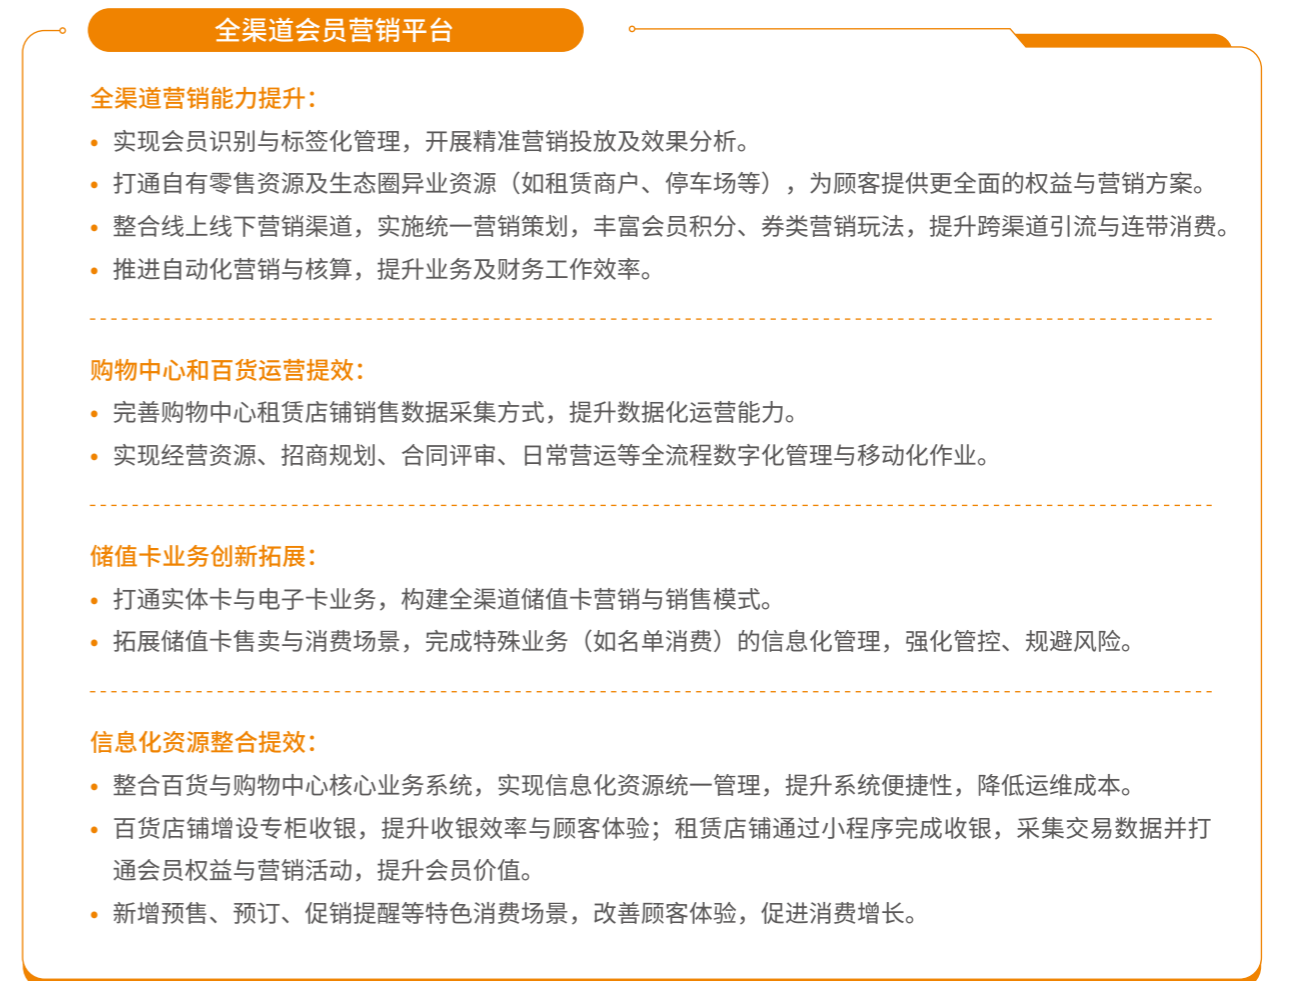 全渠道会员营销平台
全渠道营销能力提升：
• 实现会员识别与标签化管理，开展精准营销投放及效果分析。
• 打通自有零售资源及生态圈异业资源（如租赁商户、停车场等），为顾客提供更全面的权益与营销方案。
• 整合线上线下营销渠道，实施统一营销策划，丰富会员积分、券类营销玩法，提升跨渠道引流与连带消费。
• 推进自动化营销与核算，提升业务及财务工作效率。
购物中心和百货运营提效：
• 完善购物中心租赁店铺销售数据采集方式，提升数据化运营能力。
• 实现经营资源、招商规划、合同评审、日常营运等全流程数字化管理与移动化作业。
储值卡业务创新拓展：
• 打通实体卡与电子卡业务，构建全渠道储值卡营销与销售模式。
• 拓展储值卡售卖与消费场景，完成特殊业务（如名单消费）的信息化管理，强化管控、规避风险。
信息化资源整合提效：
• 整合百货与购物中心核心业务系统，实现信息化资源统一管理，提升系统便捷性，降低运维成本。
• 百货店铺增设专柜收银，提升收银效率与顾客体验；租赁店铺通过小程序完成收银，采集交易数据并打
通会员权益与营销活动，提升会员价值。
• 新增预售、预订、促销提醒等特色消费场景，改善顾客体验，促进消费增长。